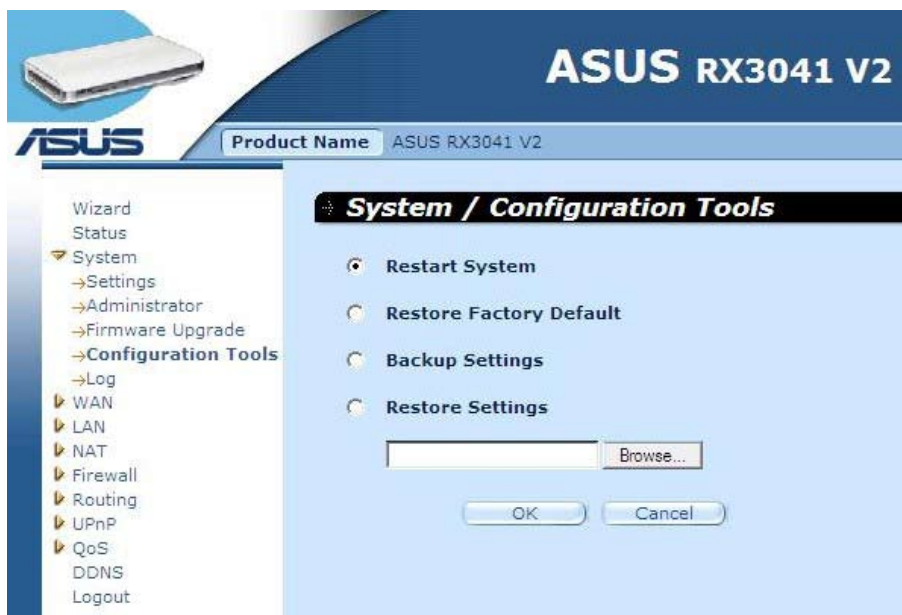 ASUS RX3041 V2
ASUS
Product Name ASUS RX3041 V2
Wizard
Status
System
Settings
Administrator
Firmware Upgrade
Configuration Tools
Log
WAN
LAN
NAT
Firewall
Routing
UPnP
QoS
DDNS
Logout
System / Configuration Tools
Restart System
Restore Factory Default
Backup Settings
Restore Settings
Browse...
OK Cancel